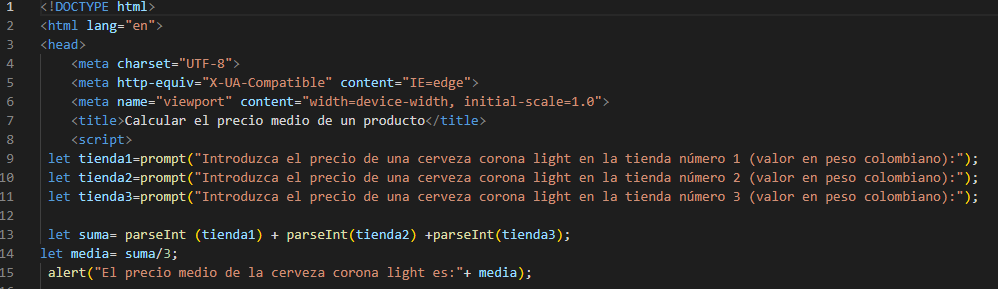 1 <!DOCTYPE html>
2 <html lang="en">
3 <head>
4 <meta charset="UTF-8">
5 <meta http-equiv="X-UA-Compatible" content="IE=edge">
6 <meta name="viewport" content="width=device-width, initial-scale=1.0">
7 <title>Calcular el precio medio de un producto</title>
8 <script>
9 let tienda1=prompt("Introduzca el precio de una cerveza corona light en la tienda número 1 (valor en peso colombiano):");
10 let tienda2=prompt("Introduzca el precio de una cerveza corona light en la tienda número 2 (valor en peso colombiano):");
11 let tienda3=prompt("Introduzca el precio de una cerveza corona light en la tienda número 3 (valor en peso colombiano):");
12
13 let suma= parseInt (tienda1) + parseInt(tienda2) +parseInt(tienda3);
14 let media= suma/3;
15 alert("El precio medio de la cerveza corona light es:"+ media);